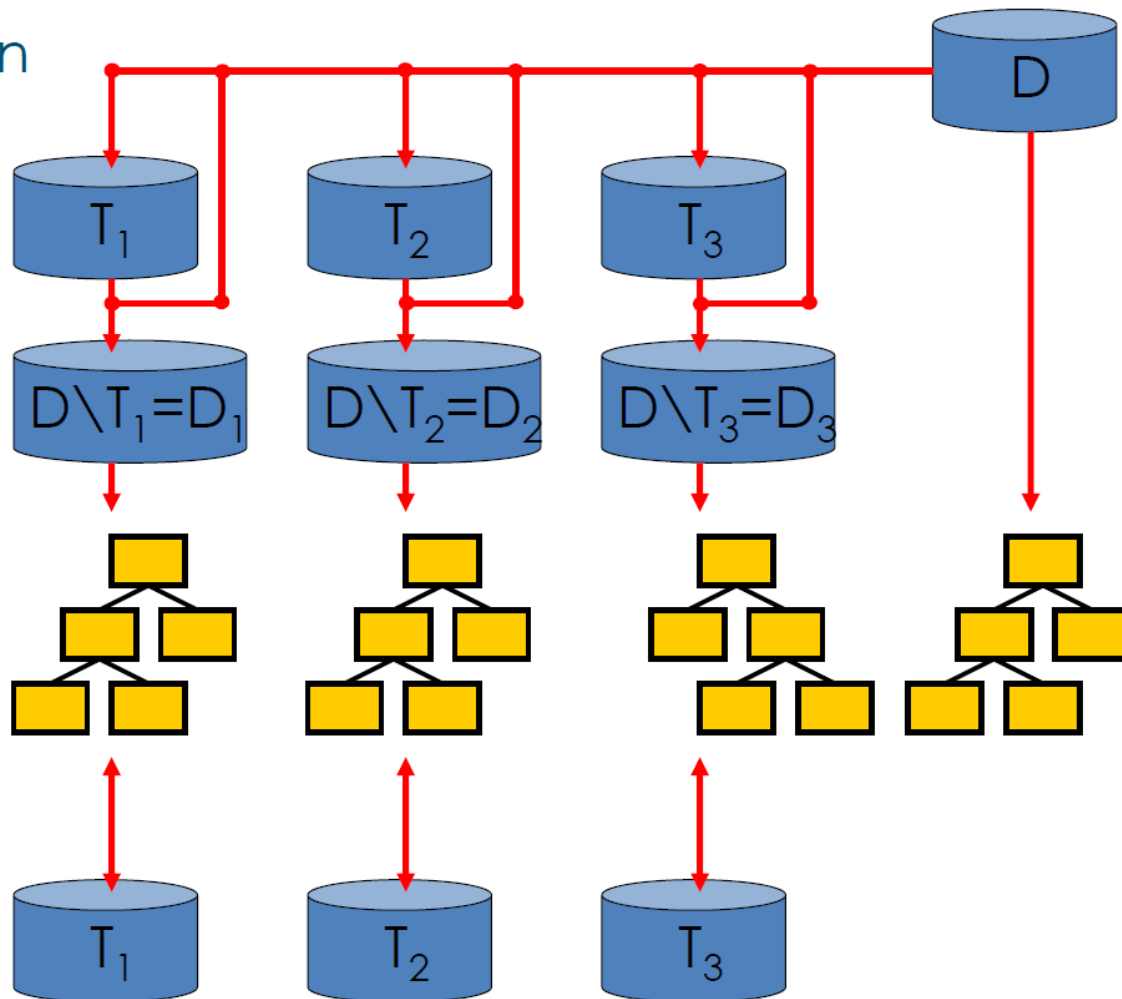 n
D
T₁ T₂ T₃
D\T₁=D₁ D\T₂=D₂ D\T₃=D₃
T₁ T₂ T₃